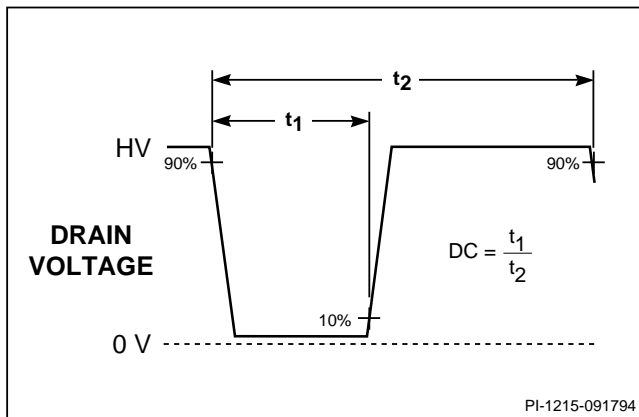 t2
t1
HV
90%
90%
DRAIN
VOLTAGE
DC = t1/t2
10%
0 V
PI-1215-091794